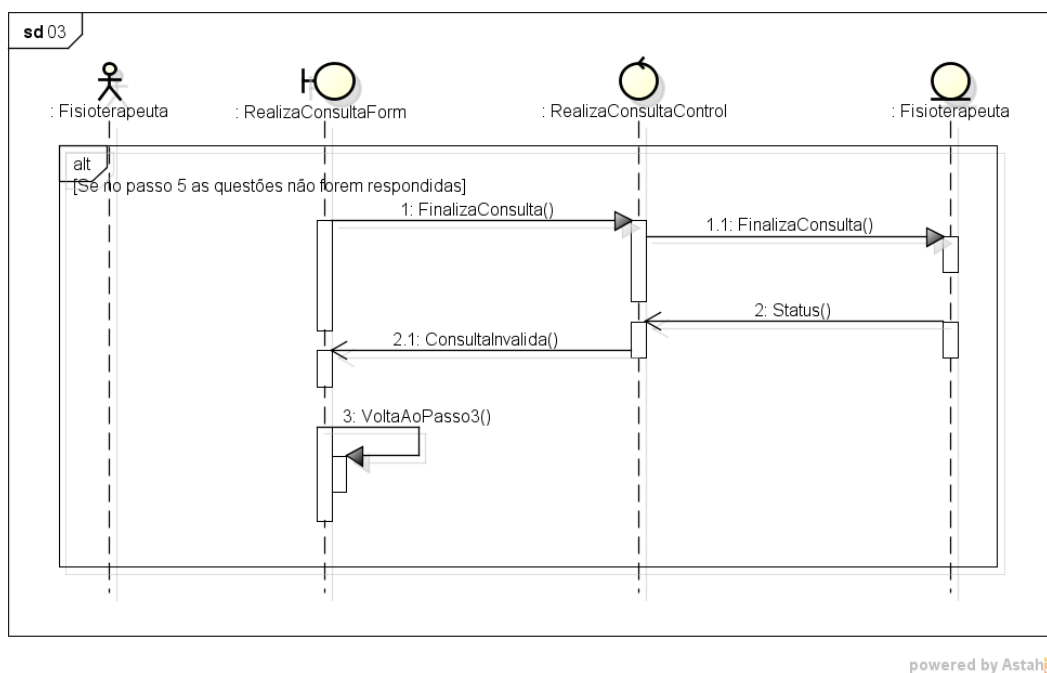 sd 03
: Fisioterapeuta
: RealizaConsultaForm
: RealizaConsultaControl
: Fisioterapeuta
alt
[Se no passo 5 as questões não forem respondidas]
1: FinalizaConsulta()
1.1: FinalizaConsulta()
2: Status()
2.1: ConsultaInvalida()
3: VoltaAoPasso3()
powered by Astah